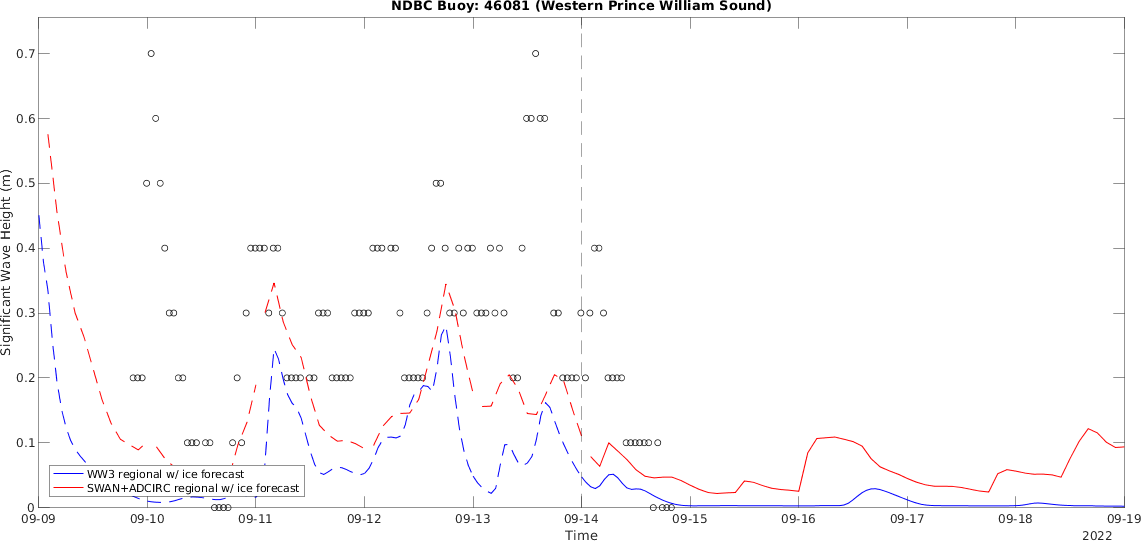 NDBC Buoy: 46081 (Western Prince William Sound)
Significant Wave Height (m)
0.7
0.6
0.5
0.4
0.3
0.2
0.1
0
WW3 regional w/ ice forecast
SWAN+ADCIRC regional w/ ice forecast
09-09 09-10 09-11 09-12 09-13 09-14 09-15 09-16 09-17 09-18 09-19
Time
2022